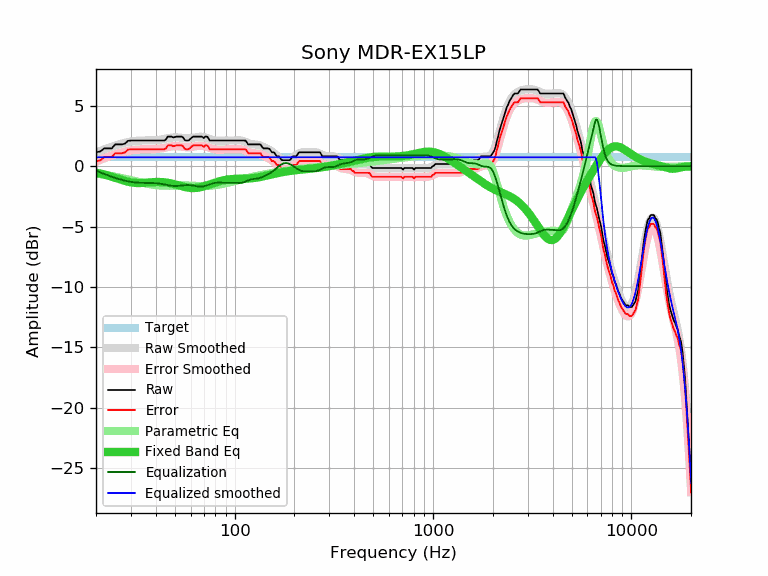 Sony MDR-EX15LP
Amplitude (dBr)
5
0
−5
−10
−15
−20
−25
Target
Raw Smoothed
Error Smoothed
Raw
Error
Parametric Eq
Fixed Band Eq
Equalization
Equalized smoothed
100
1000
10000
Frequency (Hz)